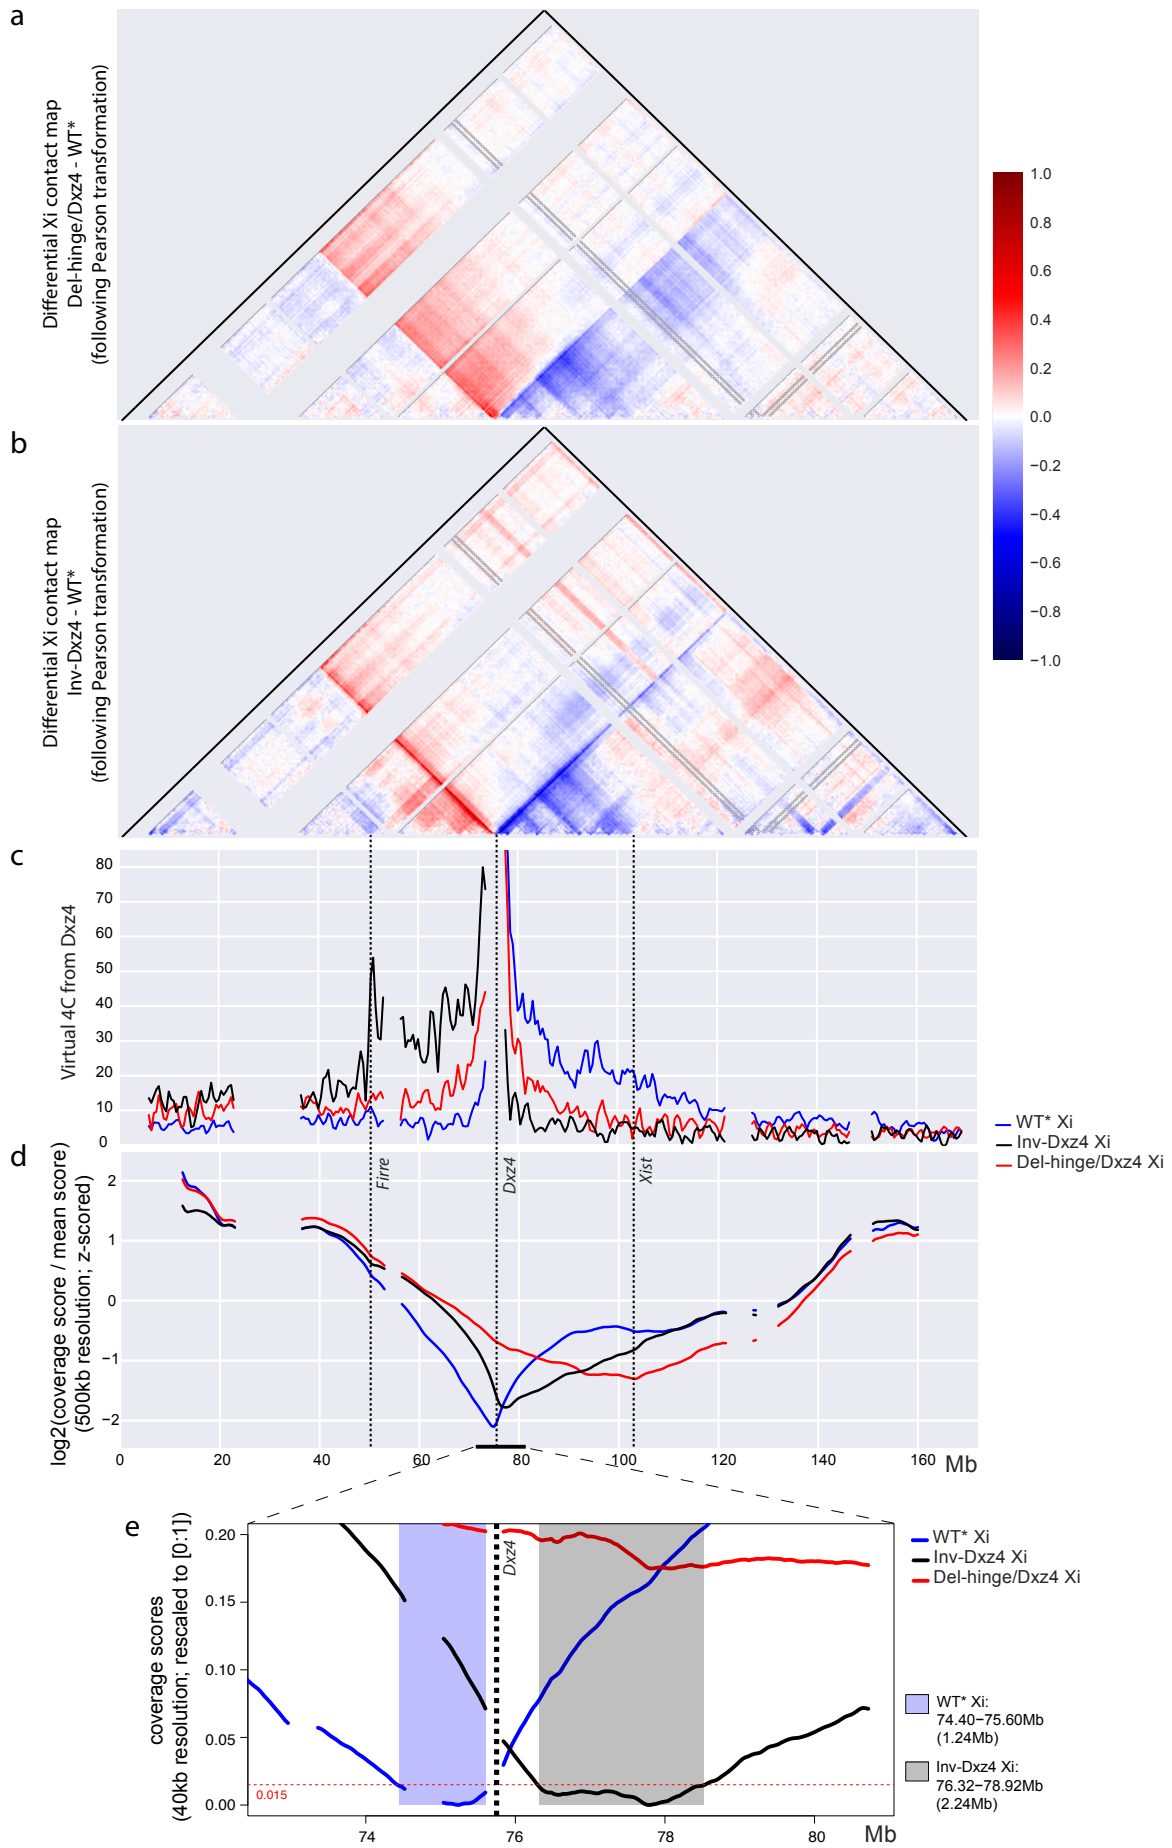 a
Differential Xi contact map
Del-hinge/Dxz4 - WT*
(following Pearson transformation)
1.0
0.8
0.6
0.4
0.2
0.0
−0.2
−0.4
−0.6
−0.8
−1.0
b
Differential Xi contact map
Inv-Dxz4 - WT*
(following Pearson transformation)
c
Virtual 4C from Dxz4
80
70
60
50
40
30
20
10
0
WT* Xi
Inv-Dxz4 Xi
Del-hinge/Dxz4 Xi
d
log2(coverage score / mean score)
(500kb resolution; z-scored)
2
1
0
−1
−2
Firre
Dxz4
Xist
0
20
40
60
80
100
120
140
160
Mb
e
coverage scores
(40kb resolution; rescaled to [0:1])
0.20
0.15
0.10
0.05
0.00
0.015
Dxz4
74
76
78
80
Mb
WT* Xi
Inv-Dxz4 Xi
Del-hinge/Dxz4 Xi
WT* Xi:
74.40−75.60Mb
(1.24Mb)
Inv-Dxz4 Xi:
76.32−78.92Mb
(2.24Mb)